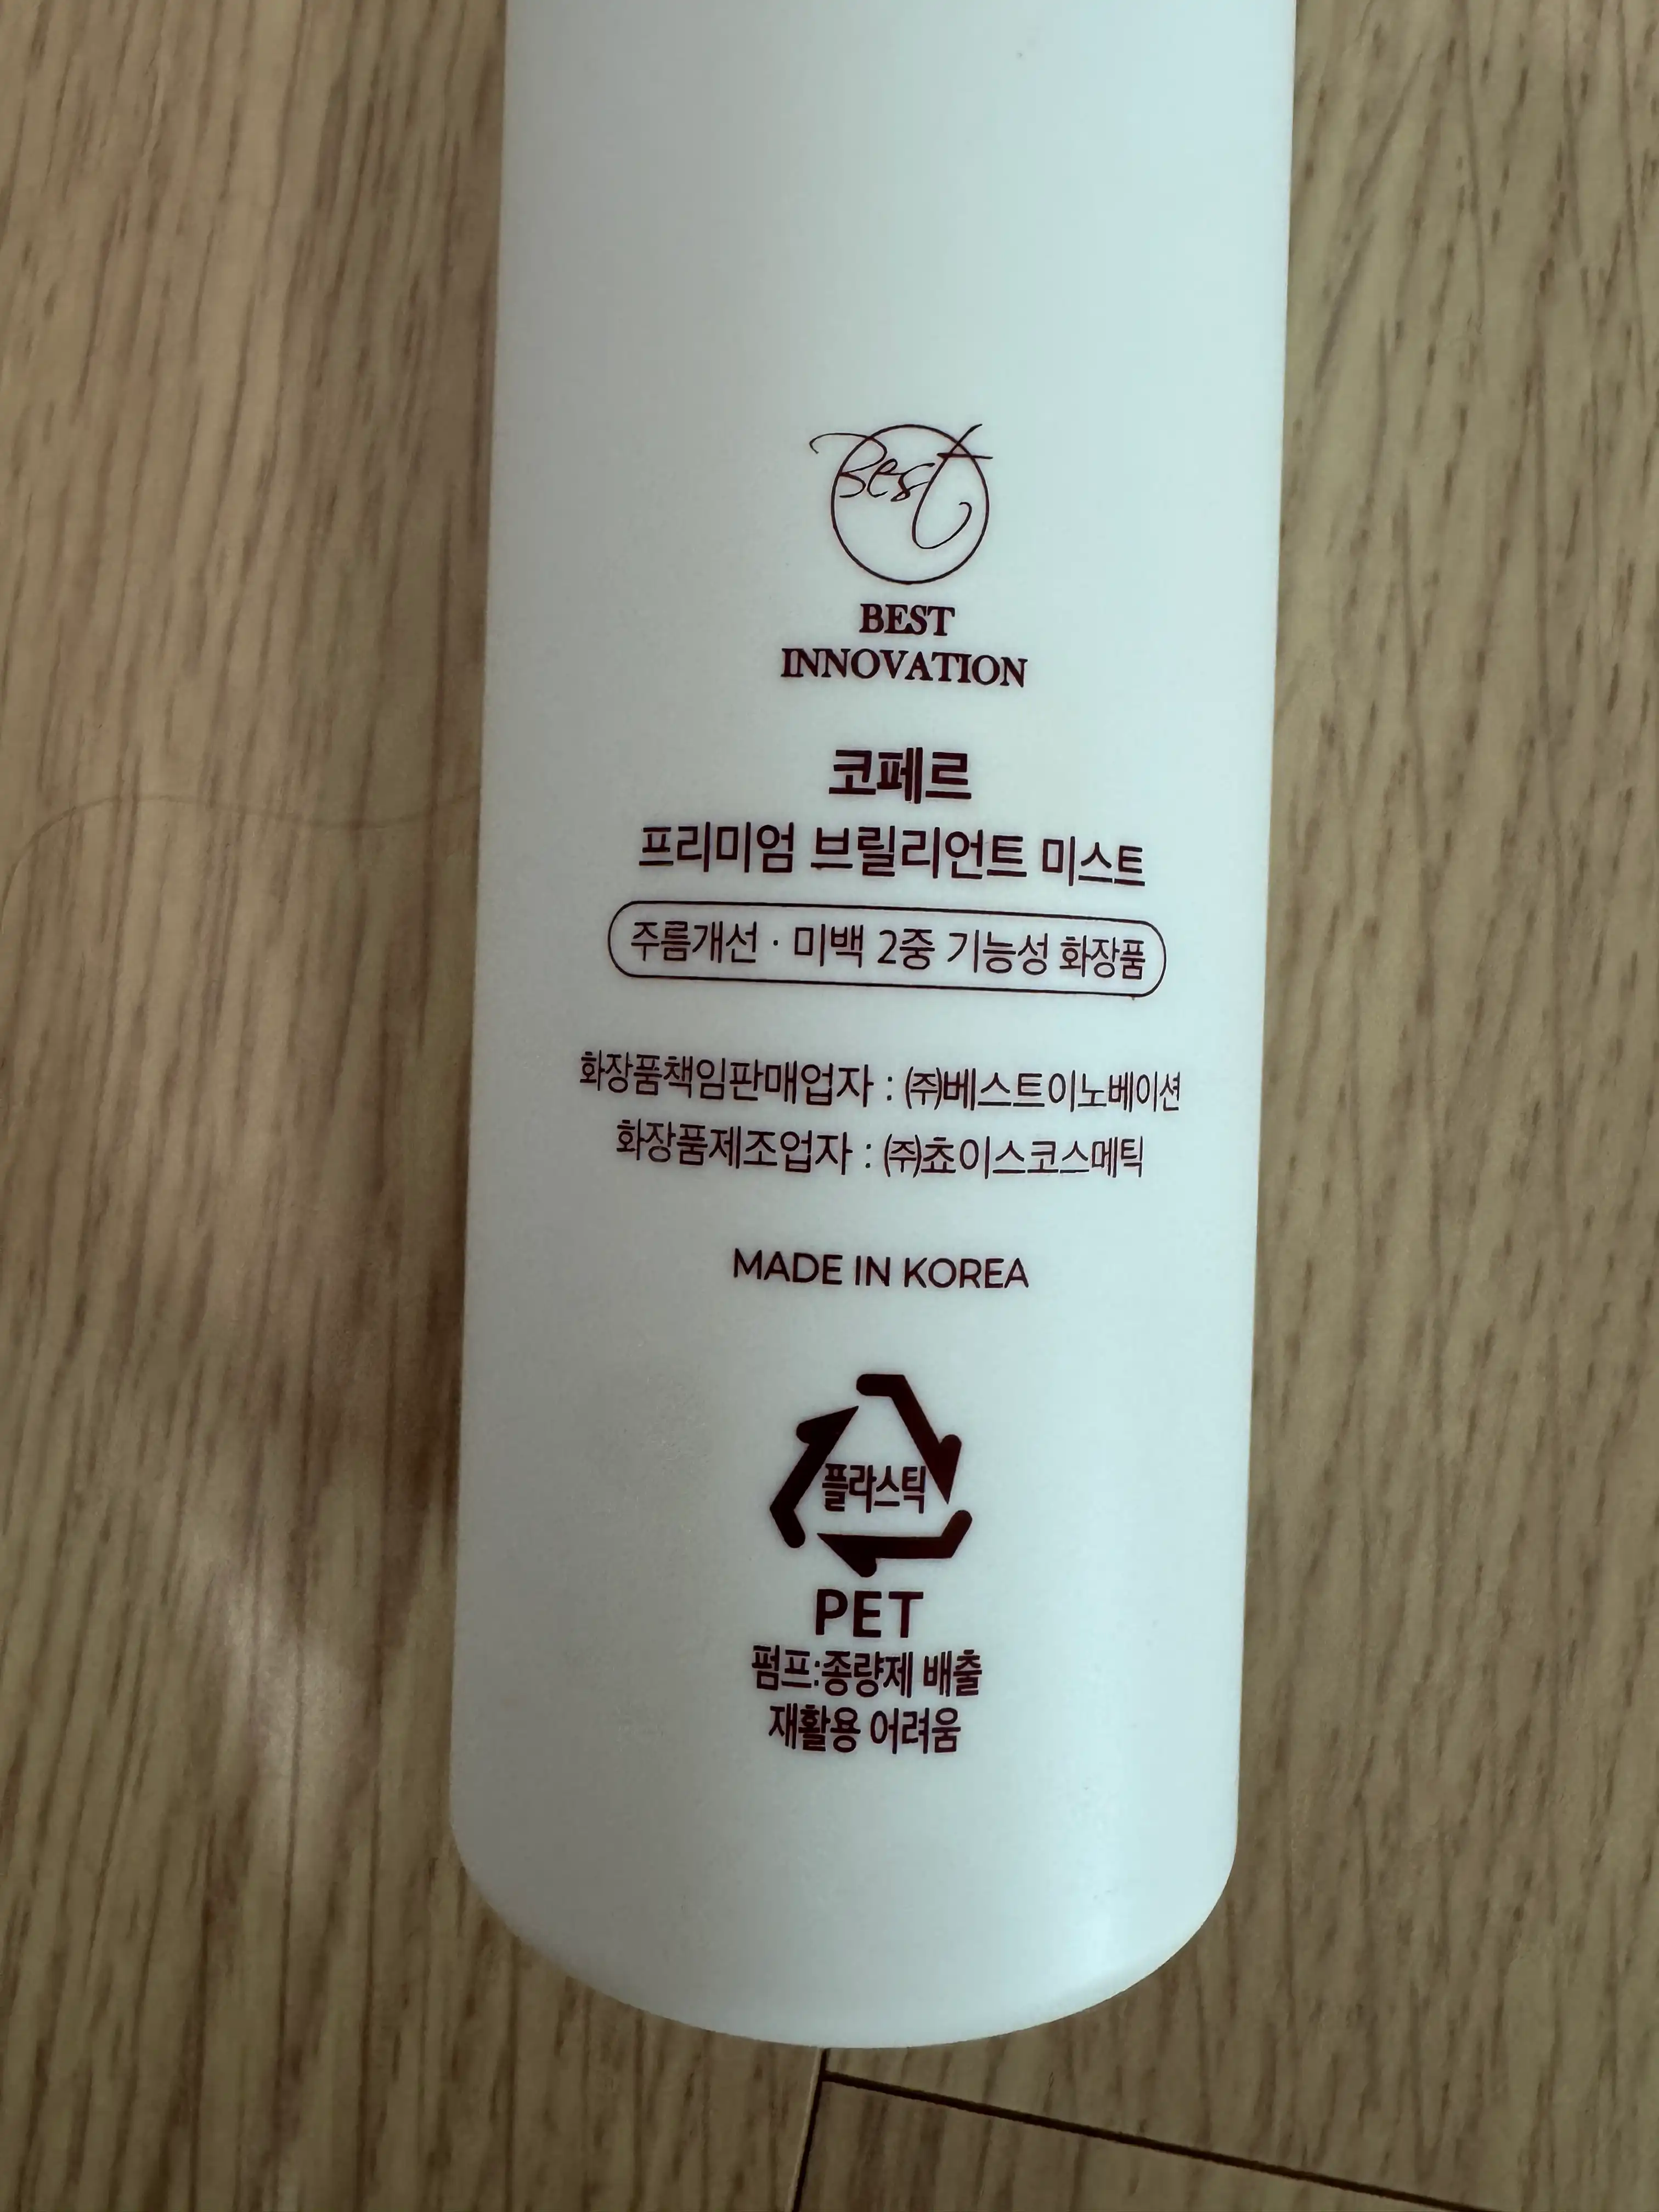 Best
BEST
INNOVATION
코페르
프리미엄 브릴리언트 미스트
주름개선 · 미백 2중 기능성 화장품
화장품책임판매업자 : ㈜베스트이노베이션
화장품제조업자 : ㈜쵸이스코스메틱
MADE IN KOREA
플라스틱
PET
펌프:종량제 배출
재활용 어려움